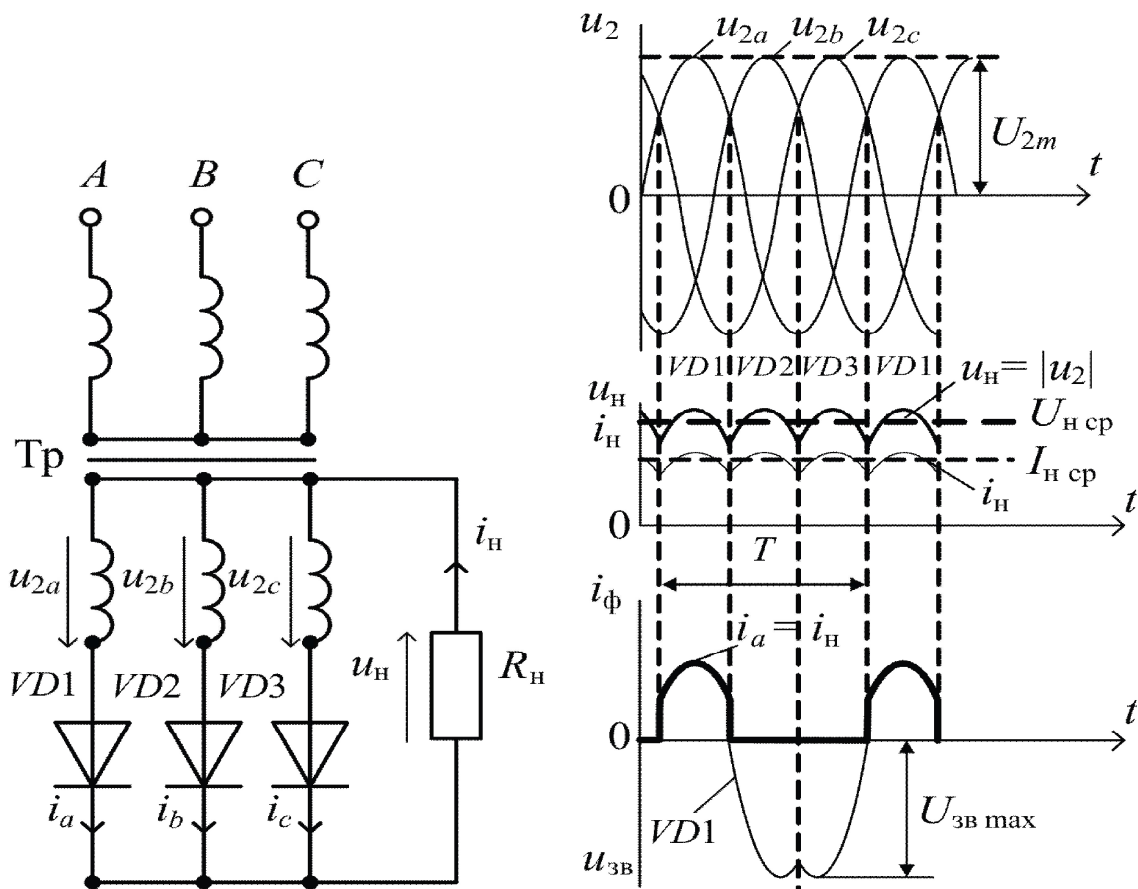 A B C
Тр
u2a u2b u2c
iн
uн Rн
VD1 VD2 VD3
ia ib ic
u2 u2a u2b u2c
U2m
0 t
VD1 VD2 VD3 VD1
uн = |u2|
uн
iн
Uн ср
Iн ср
iн
0 t
T
iф
ia = iн
0 t
VD1
Uзв max
uзв